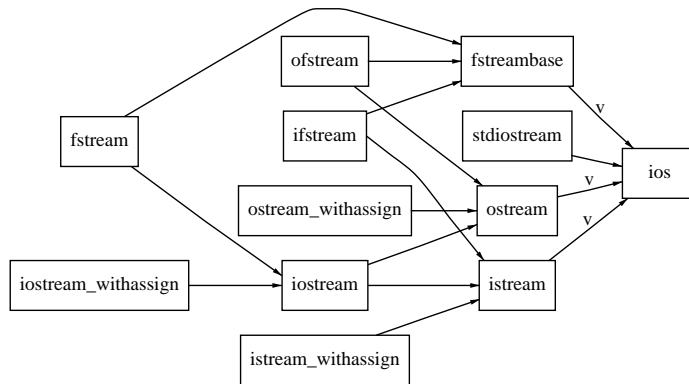 ofstream
fstreambase
v
fstream
ifstream
stdiostream
ios
v
ostream_withassign
ostream
v
iostream_withassign
iostream
istream
istream_withassign